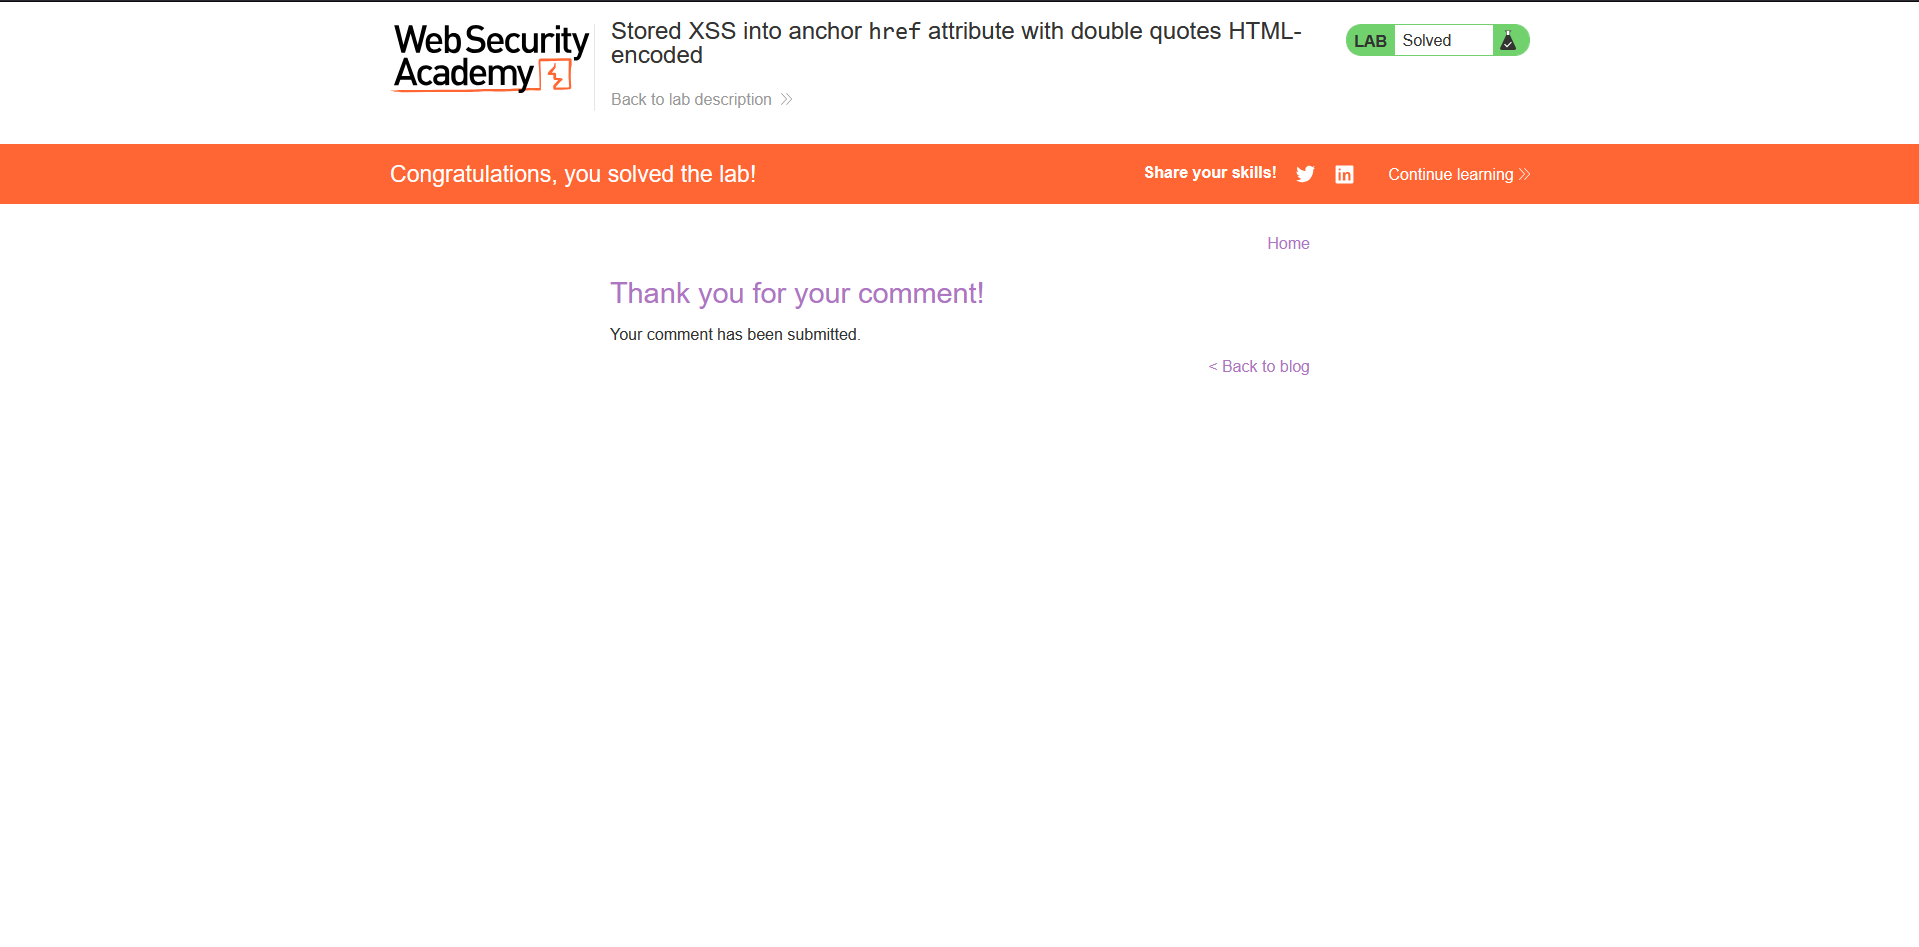 Web Security
Academy
Stored XSS into anchor href attribute with double quotes HTML-
encoded
Back to lab description
LAB Solved
Congratulations, you solved the lab!
Share your skills!
Continue learning
Home
Thank you for your comment!
Your comment has been submitted.
< Back to blog